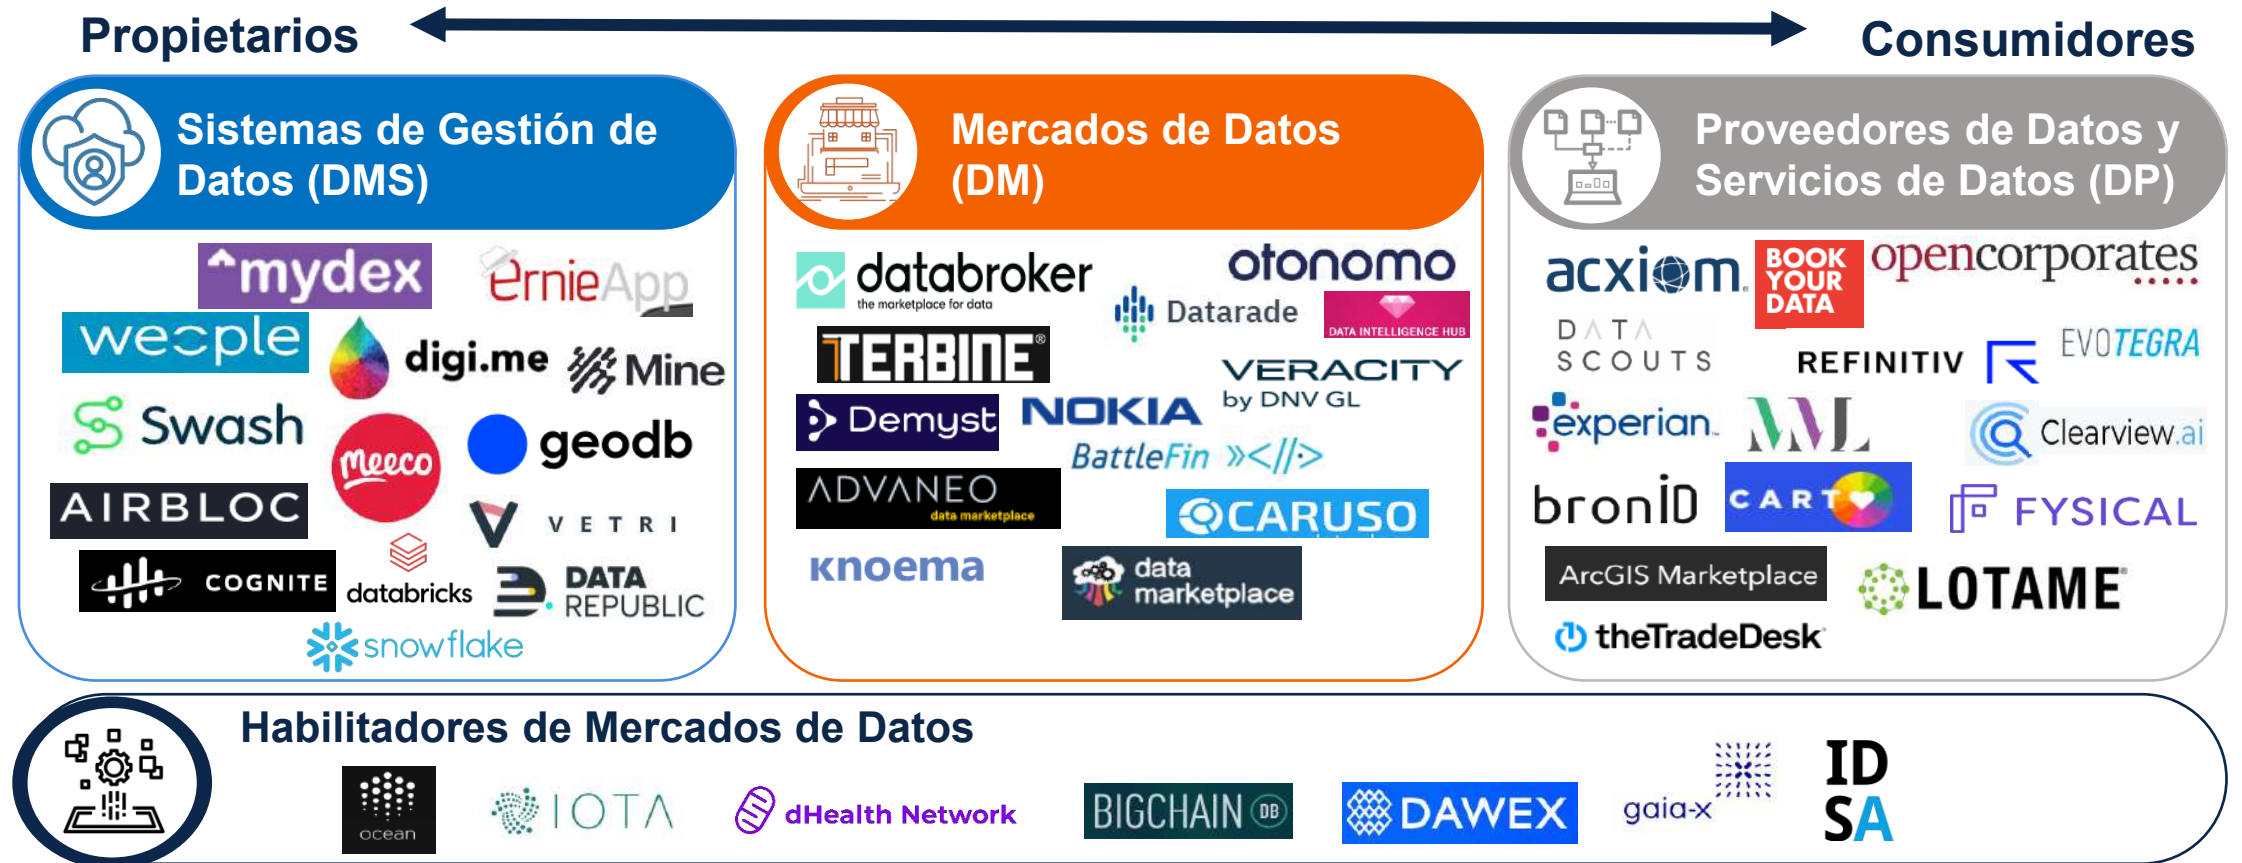 Propietarios
Consumidores
Sistemas de Gestión de
Datos (DMS)
mydex
ErnieApp
weople
digi.me
Mine
Swash
meeco
geodb
AIRBLOC
VETRI
COGNITE
databricks
DATA
REPUBLIC
snowflake
Mercados de Datos
(DM)
databroker
the marketplace for data
otonomo
Datarade
DATA INTELLIGENCE HUB
TERBINE®
VERACITY
by DNV GL
Demyst
NOKIA
BattleFin »<//>
ADVANEO
data marketplace
CARUSO
knoema
data
marketplace
Proveedores de Datos y
Servicios de Datos (DP)
acxiom.
BOOK
YOUR
DATA
opencorporates
DATA
SCOUTS
REFINITIV
EVOTEGRA
experian.
Clearview.ai
bronID
CARTO
FYSICAL
ArcGIS Marketplace
LOTAME
theTradeDesk
Habilitadores de Mercados de Datos
ocean
IOTA
dHealth Network
BIGCHAIN DB
DAWEX
gaia-x
ID
SA